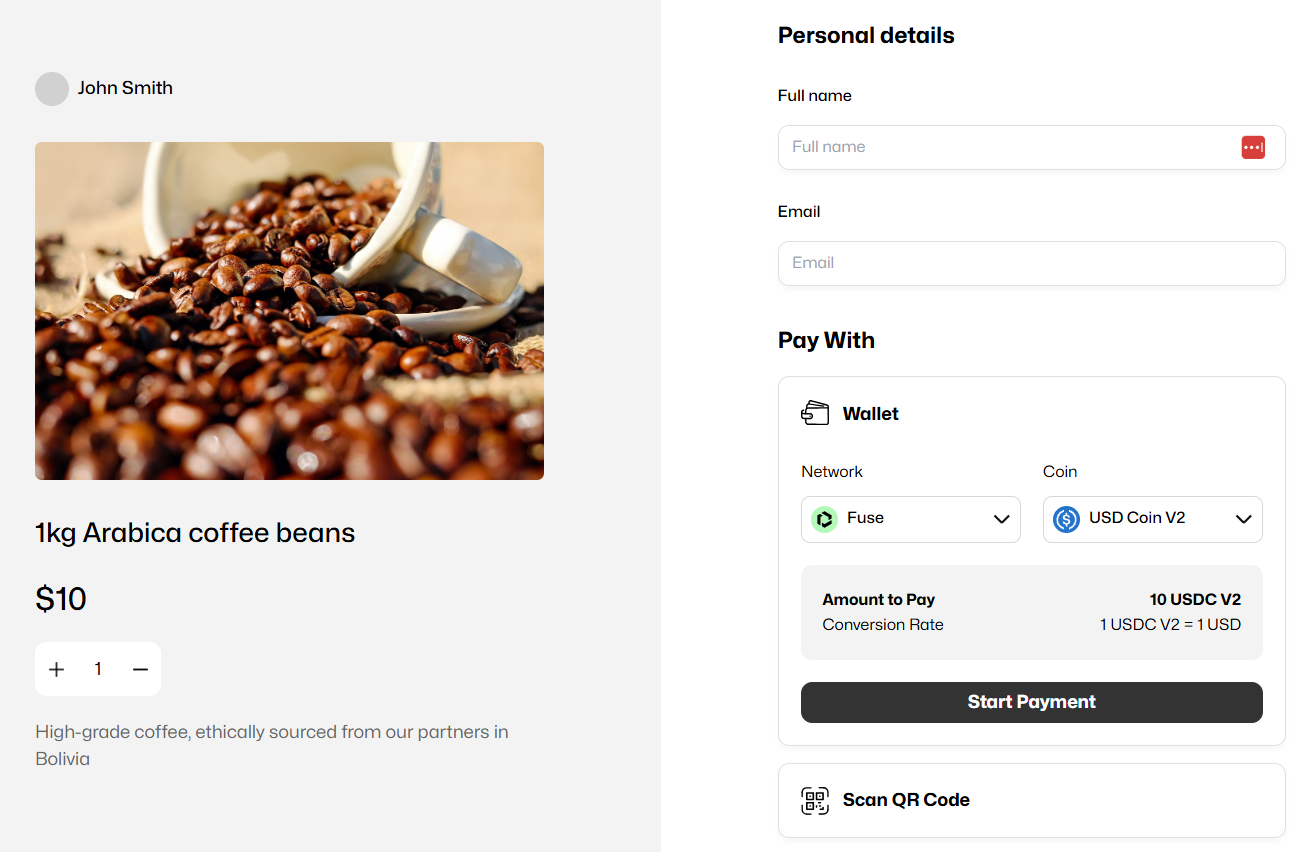 John Smith
1kg Arabica coffee beans
$10
+ 1 −
High-grade coffee, ethically sourced from our partners in
Bolivia
Personal details
Full name
Full name
Email
Email
Pay With
Wallet
Network Coin
Fuse USD Coin V2
Amount to Pay 10 USDC V2
Conversion Rate 1 USDC V2 = 1 USD
Start Payment
Scan QR Code